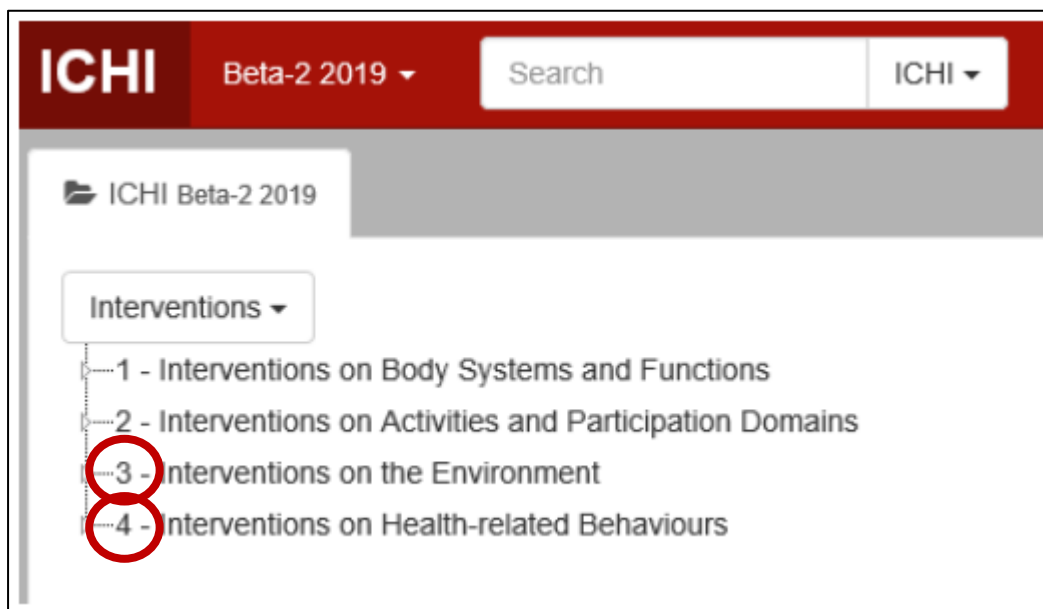 ICHI Beta-2 2019 Search ICHI
ICHI Beta-2 2019
Interventions
1 - Interventions on Body Systems and Functions
2 - Interventions on Activities and Participation Domains
3 - Interventions on the Environment
4 - Interventions on Health-related Behaviours